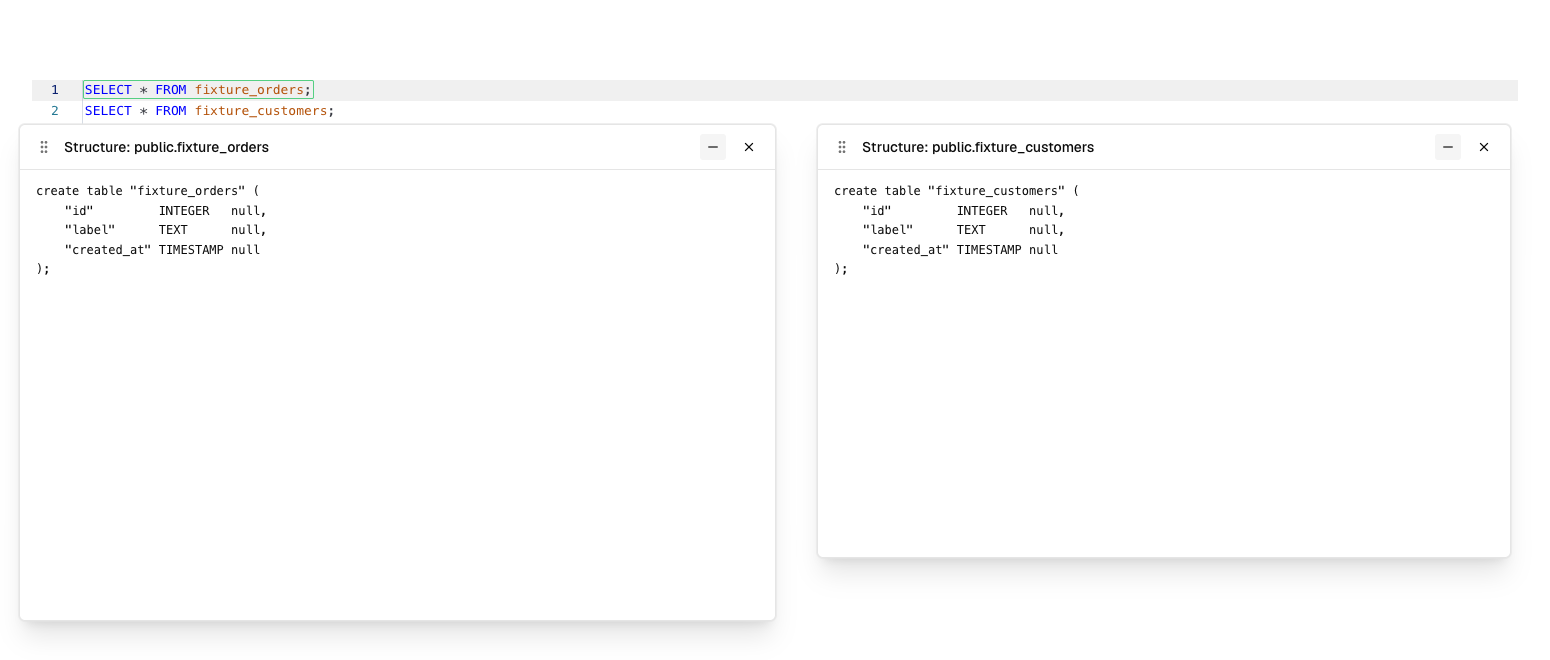 1 SELECT * FROM fixture_orders;
2 SELECT * FROM fixture_customers;
Structure: public.fixture_orders
create table "fixture_orders" (
    "id"         INTEGER   null,
    "label"      TEXT      null,
    "created_at" TIMESTAMP null
);
Structure: public.fixture_customers
create table "fixture_customers" (
    "id"         INTEGER   null,
    "label"      TEXT      null,
    "created_at" TIMESTAMP null
);